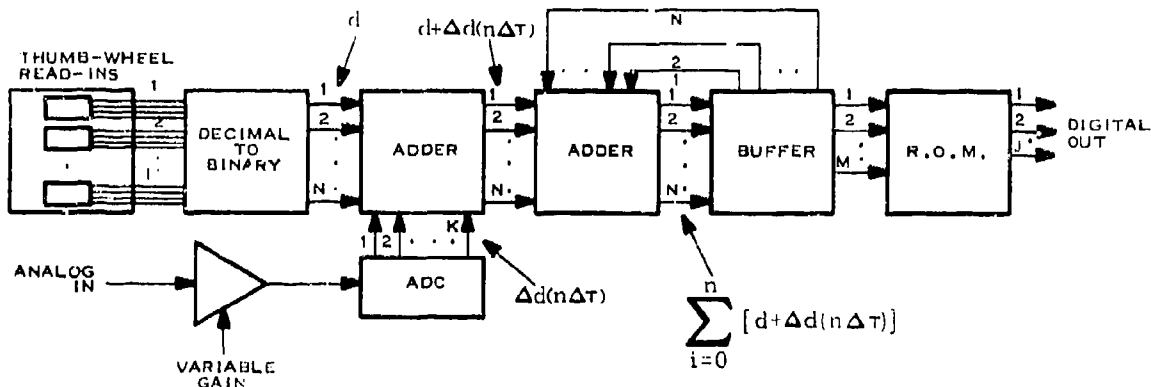 d
d+Δd(nΔτ)
N
2
1
THUMB-WHEEL
READ-INS
1
2
I
DECIMAL
TO
BINARY
1
2
N
ADDER
1
2
N
ADDER
1
2
N
BUFFER
1
2
M
R.O.M.
1
2
J
DIGITAL
OUT
1 2 K
ADC
ANALOG
IN
VARIABLE
GAIN
Δd(nΔτ)
n
∑ [d+Δd(nΔτ)]
i=0